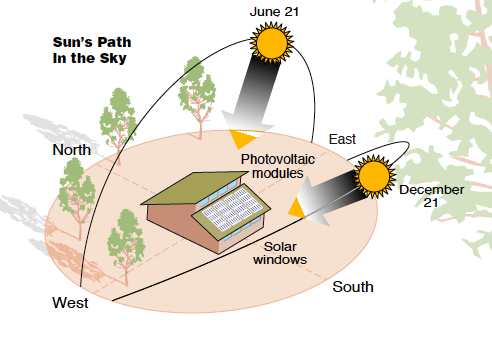 June 21
Sun's Path
In the Sky
North
East
Photovoltaic
modules
December
21
Solar
windows
South
West